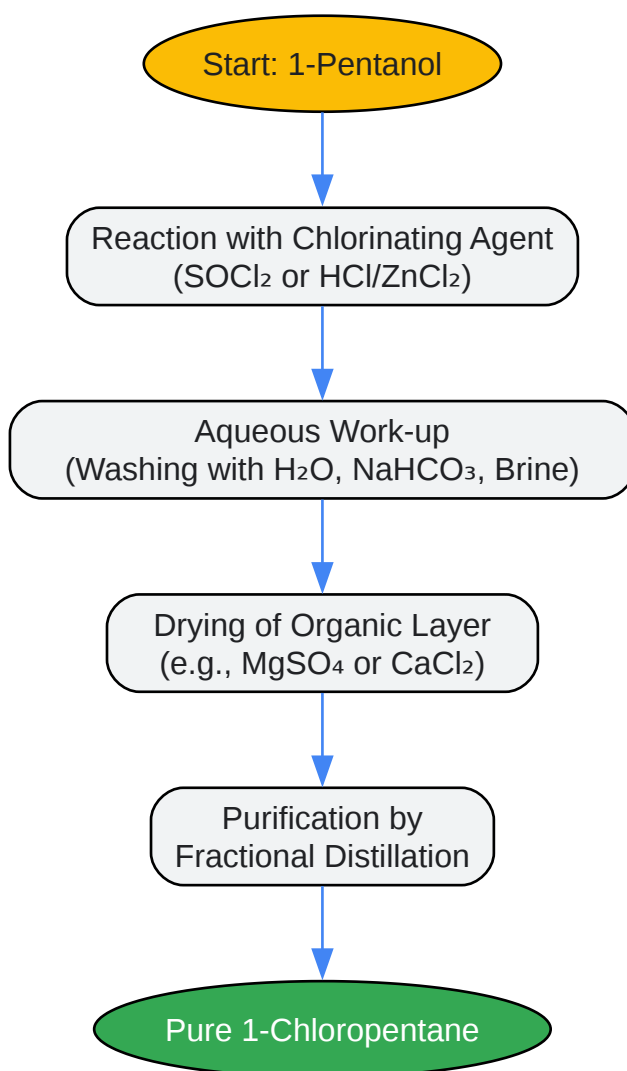 Start: 1-Pentanol
Reaction with Chlorinating Agent
(SOCl₂ or HCl/ZnCl₂)
Aqueous Work-up
(Washing with H₂O, NaHCO₃, Brine)
Drying of Organic Layer
(e.g., MgSO₄ or CaCl₂)
Purification by
Fractional Distillation
Pure 1-Chloropentane